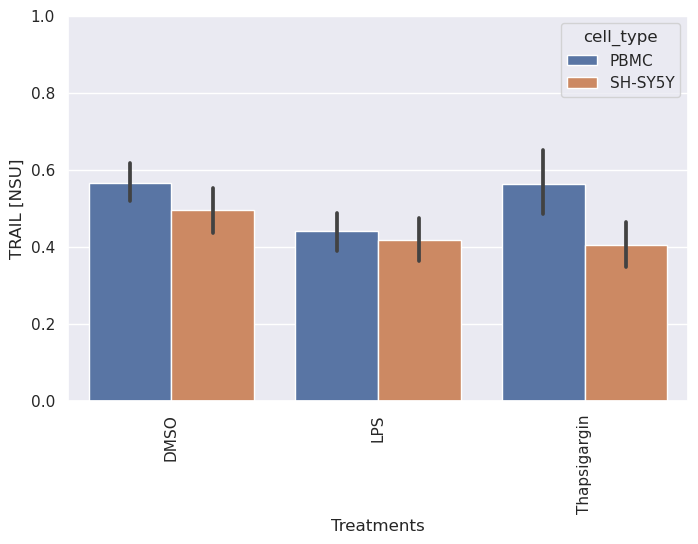 1.0
0.8
0.6
0.4
0.2
0.0
TRAIL [NSU]
cell_type
PBMC
SH-SY5Y
DMSO
LPS
Thapsigargin
Treatments